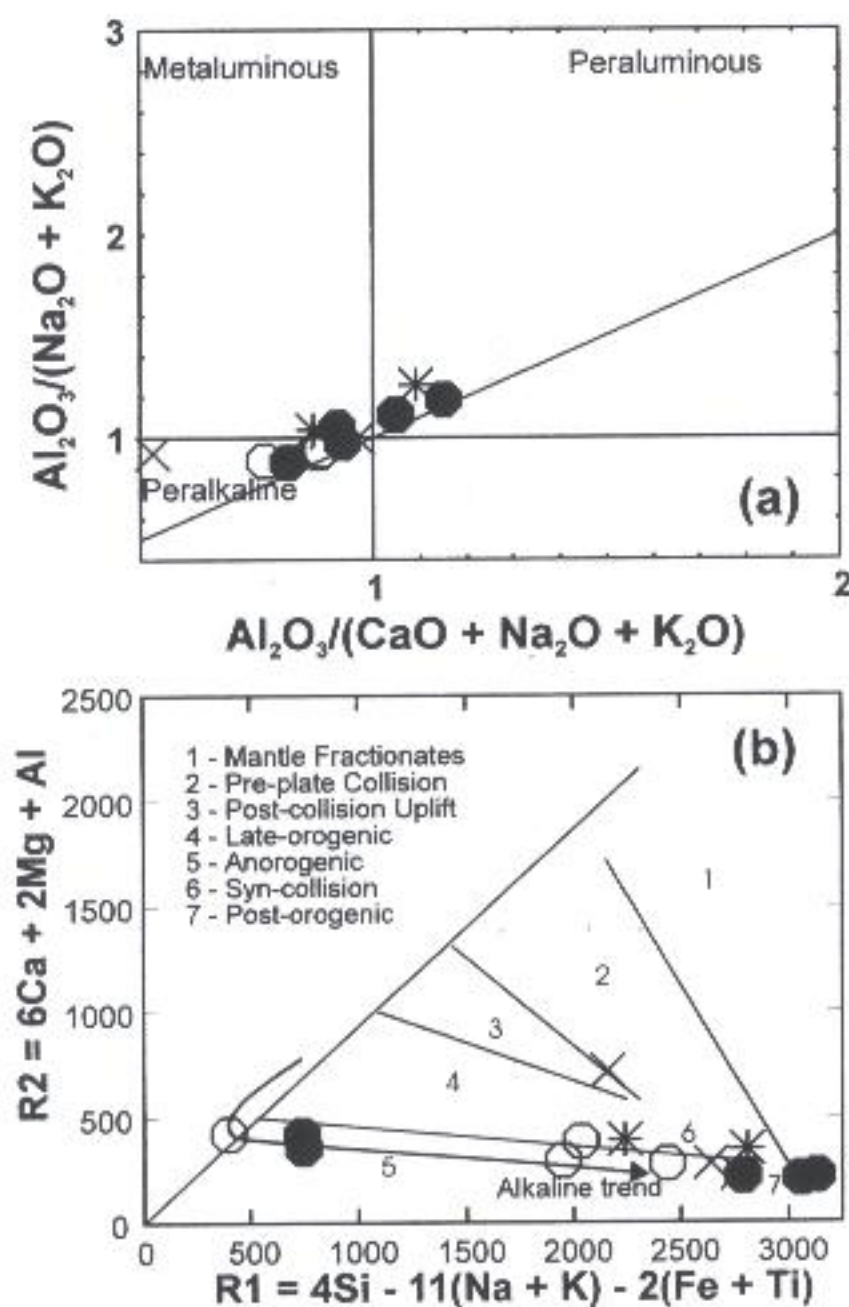 3
Metaluminous
Peraluminous
2
1
Peralkaline
(a)
1
2
Al₂O₃/(Na₂O + K₂O)
Al₂O₃/(CaO + Na₂O + K₂O)
2500
(b)
1 - Mantle Fractionates
2 - Pre-plate Collision
3 - Post-collision Uplift
4 - Late-orogenic
5 - Anorogenic
6 - Syn-collision
7 - Post-orogenic
2000
1500
1000
500
0
1
2
3
4
5
6
7
Alkaline trend
0
500
1000
1500
2000
2500
3000
R2 = 6Ca + 2Mg + Al
R1 = 4Si - 11(Na + K) - 2(Fe + Ti)